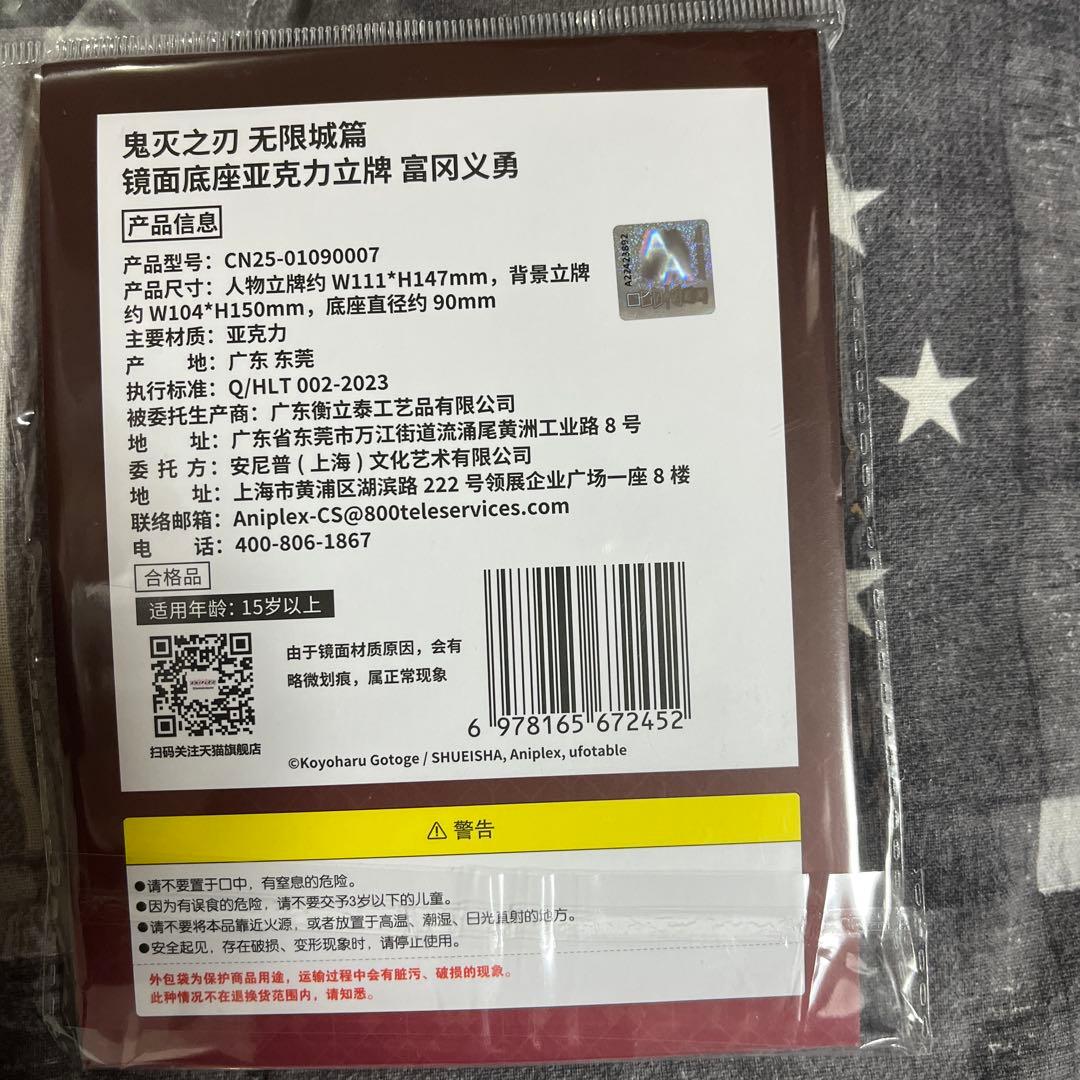 鬼灭之刃 无限城篇
镜面底座亚克力立牌 富冈义勇
产品信息
产品型号：CN25-01090007
产品尺寸：人物立牌约 W111*H147mm，背景立牌
约 W104*H150mm，底座直径约 90mm
主要材质：亚克力
产 地：广东 东莞
执行标准：Q/HLT 002-2023
被委托生产商：广东衡立泰工艺品有限公司
地 址：广东省东莞市万江街道流涌尾黄洲工业路 8 号
委 托 方：安尼普 ( 上海 ) 文化艺术有限公司
地 址：上海市黄浦区湖滨路 222 号领展企业广场一座 8 楼
联络邮箱：Aniplex-CS@800teleservices.com
电 话：400-806-1867
合格品
适用年龄：15岁以上
由于镜面材质原因，会有
略微划痕，属正常现象
扫码关注天猫旗舰店
6 978165 672452
©Koyoharu Gotoge / SHUEISHA, Aniplex, ufotable
A22423892
⚠ 警告
●请不要置于口中，有窒息的危险。
●因为有误食的危险，请不要交予3岁以下的儿童。
●请不要将本品靠近火源，或者放置于高温、潮湿、日光直射的地方。
●安全起见，存在破损、变形现象时，请停止使用。
外包袋为保护商品用途，运输过程中会有脏污、破损的现象。
此种情况不在退换货范围内，请知悉。